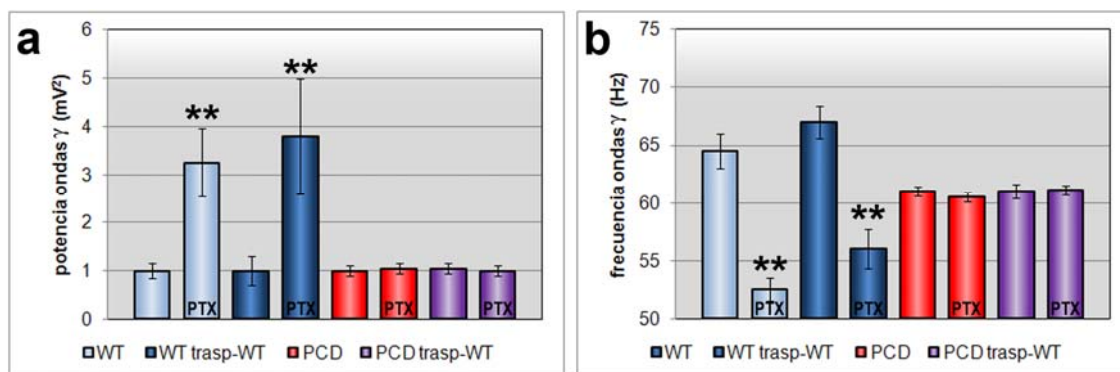 a
potencia ondas γ (mV²)
6
5
4
3
2
1
0
**
**
PTX
PTX
PTX
PTX
WT WT trasp-WT PCD PCD trasp-WT
b
frecuencia ondas γ (Hz)
75
70
65
60
55
50
**
**
PTX
PTX
PTX
PTX
WT WT trasp-WT PCD PCD trasp-WT